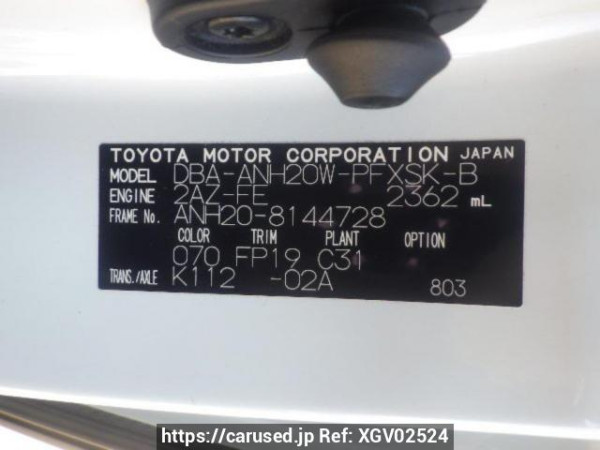 TOYOTA MOTOR CORPORATION JAPAN
MODEL DBA-ANH20W-PFXSK-B
ENGINE 2AZ-FE 2362 mL
FRAME No. ANH20-8144728
COLOR TRIM PLANT OPTION
070 FP19 C31
TRANS./AXLE K112 -02A 803
https://carused.jp Ref: XGV02524